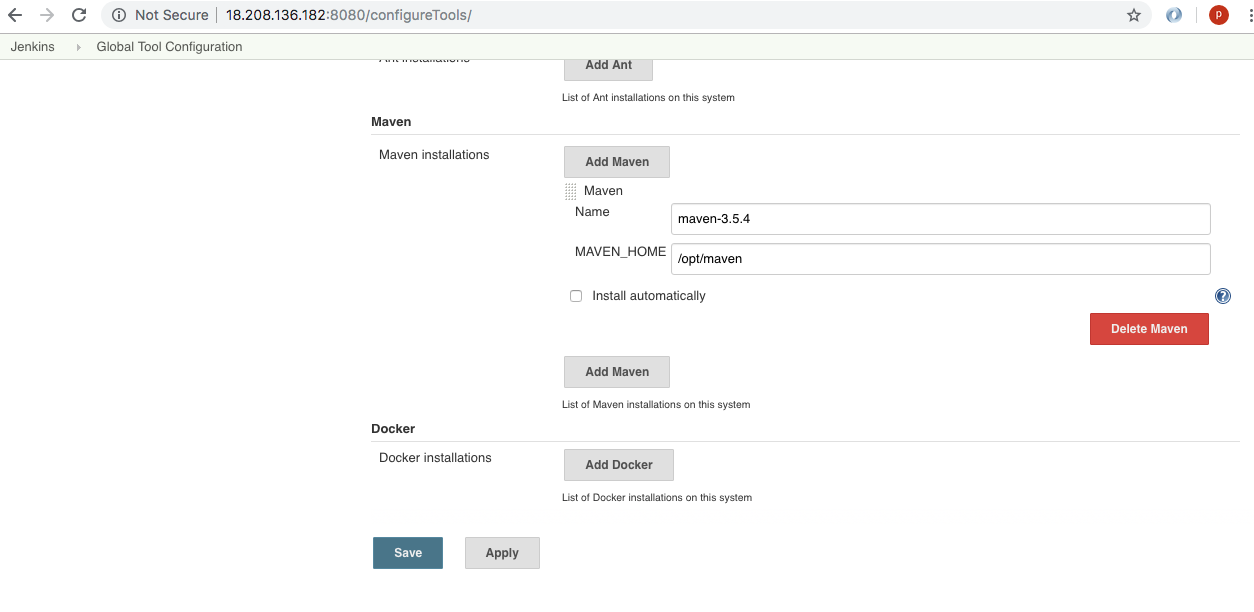 Not Secure 18.208.136.182:8080/configureTools/
P
Jenkins Global Tool Configuration
Ant installations
Add Ant
List of Ant installations on this system
Maven
Maven installations
Add Maven
Maven
Name
maven-3.5.4
MAVEN_HOME
/opt/maven
Install automatically
?
Delete Maven
Add Maven
List of Maven installations on this system
Docker
Docker installations
Add Docker
List of Docker installations on this system
Save
Apply